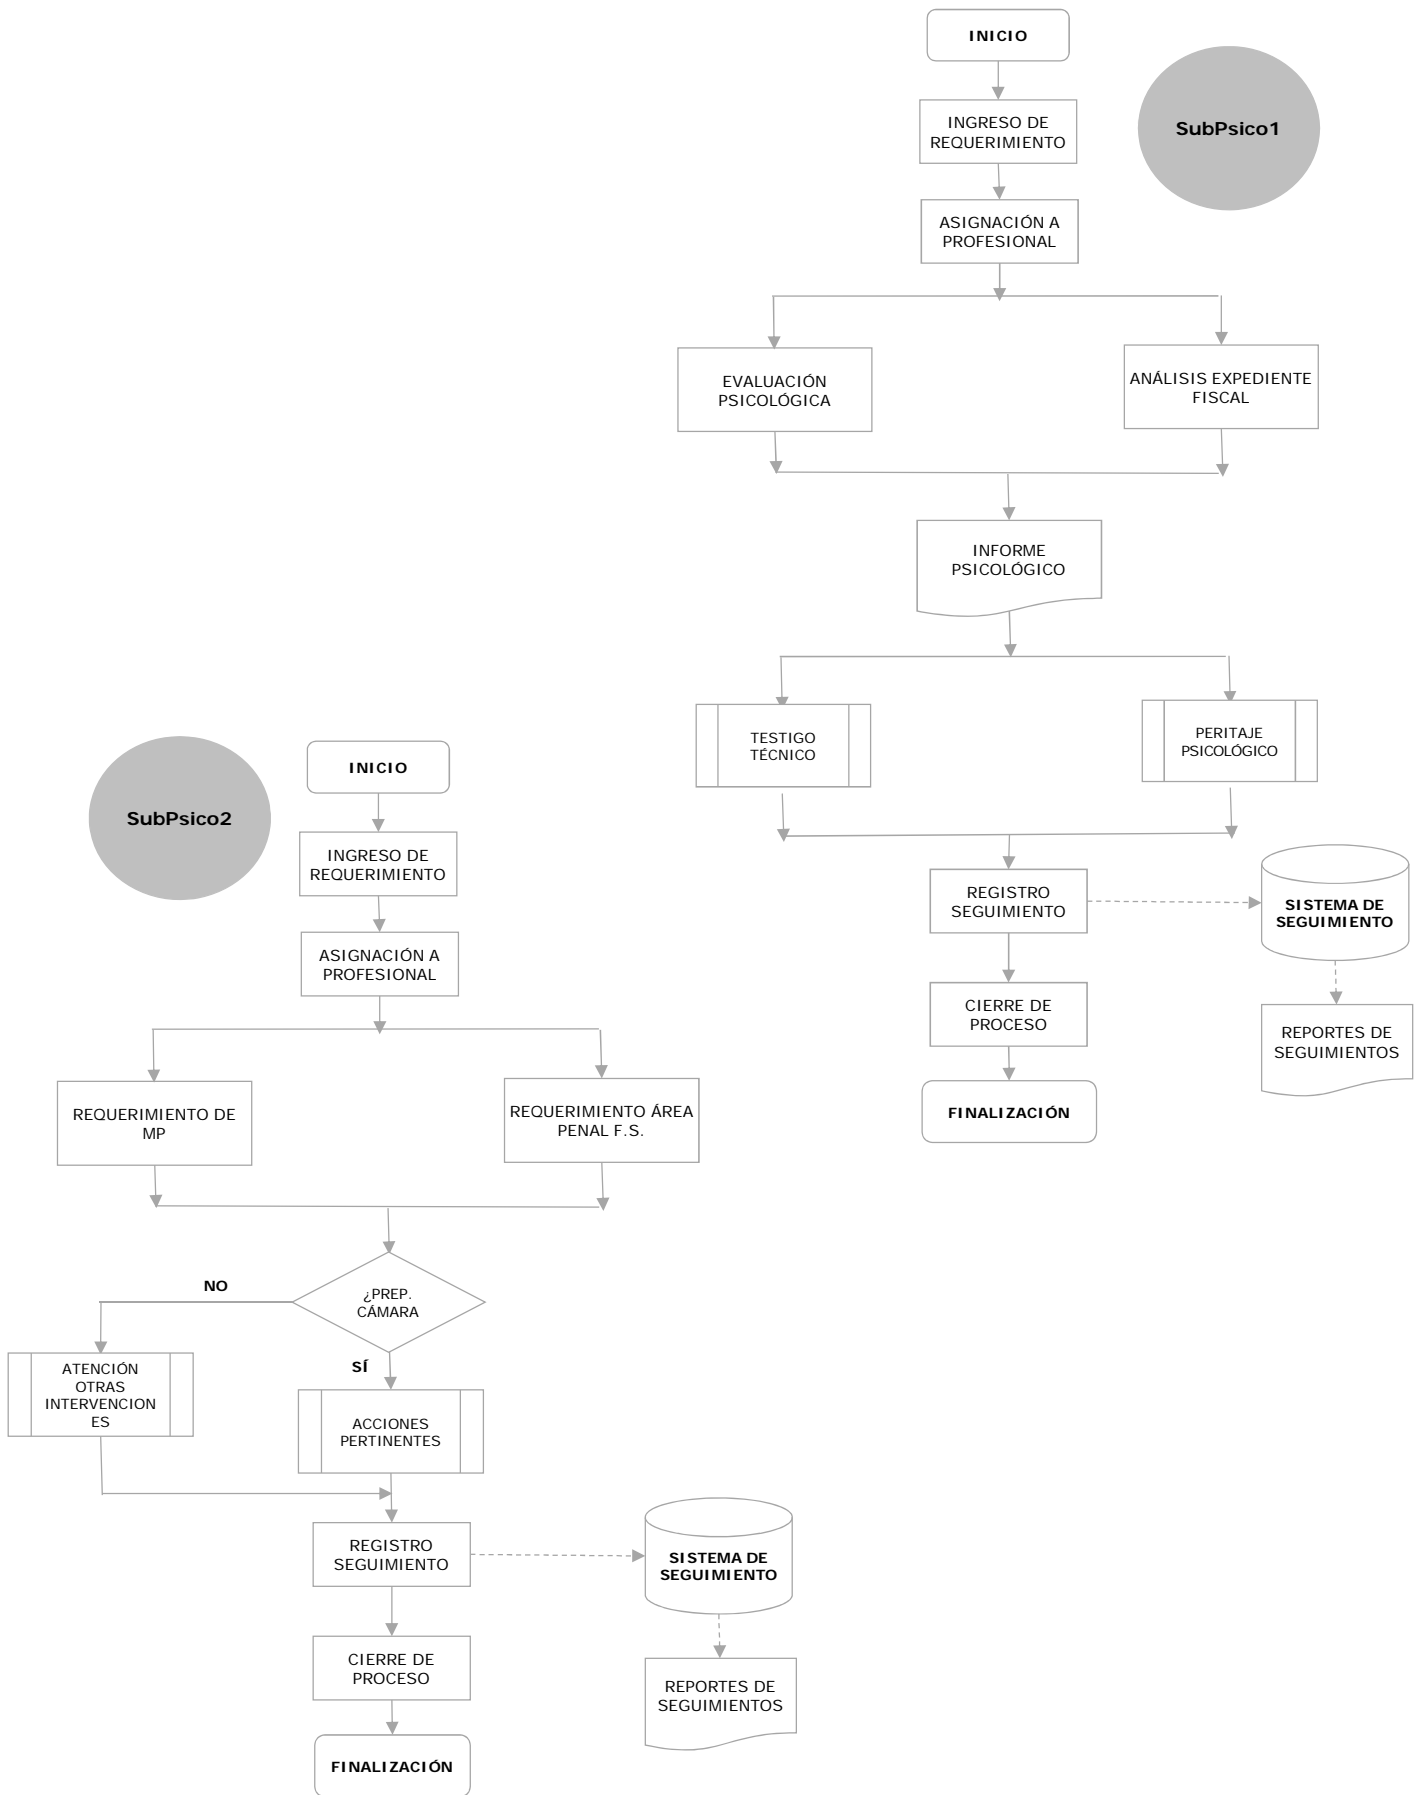 INICIO
INGRESO DE
REQUERIMIENTO
SubPsico1
ASIGNACIÓN A
PROFESIONAL
EVALUACIÓN
PSICOLÓGICA
ANÁLISIS EXPEDIENTE
FISCAL
INFORME
PSICOLÓGICO
TESTIGO
TÉCNICO
PERITAJE
PSICOLÓGICO
REGISTRO
SEGUIMIENTO
SISTEMA DE
SEGUIMIENTO
CIERRE DE
PROCESO
REPORTES DE
SEGUIMIENTOS
FINALIZACIÓN
SubPsico2
INICIO
INGRESO DE
REQUERIMIENTO
ASIGNACIÓN A
PROFESIONAL
REQUERIMIENTO DE
MP
REQUERIMIENTO ÁREA
PENAL F.S.
¿PREP.
CÁMARA
NO
SÍ
ATENCIÓN
OTRAS
INTERVENCION
ES
ACCIONES
PERTINENTES
REGISTRO
SEGUIMIENTO
SISTEMA DE
SEGUIMIENTO
CIERRE DE
PROCESO
REPORTES DE
SEGUIMIENTOS
FINALIZACIÓN